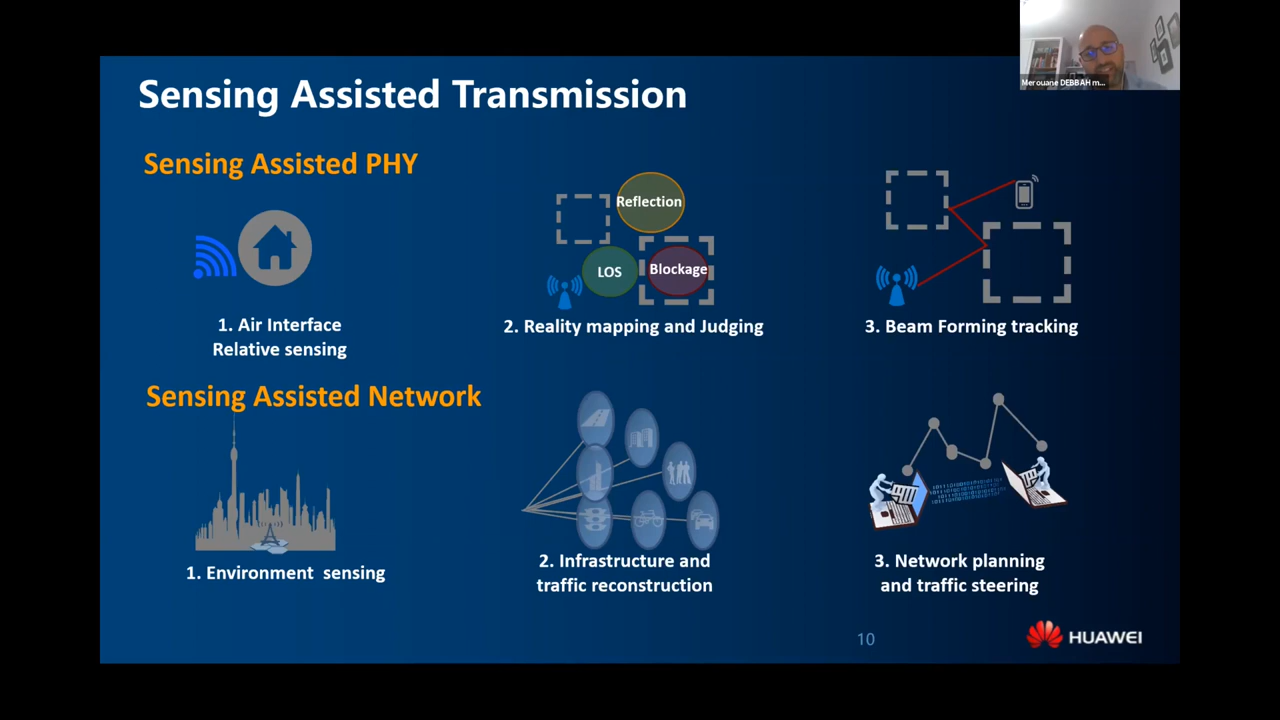 Merouane DEBBAH m...
Sensing Assisted Transmission
Sensing Assisted PHY
Reflection
LOS
Blockage
1. Air Interface
Relative sensing
2. Reality mapping and Judging
3. Beam Forming tracking
Sensing Assisted Network
1. Environment sensing
2. Infrastructure and
traffic reconstruction
3. Network planning
and traffic steering
10
HUAWEI